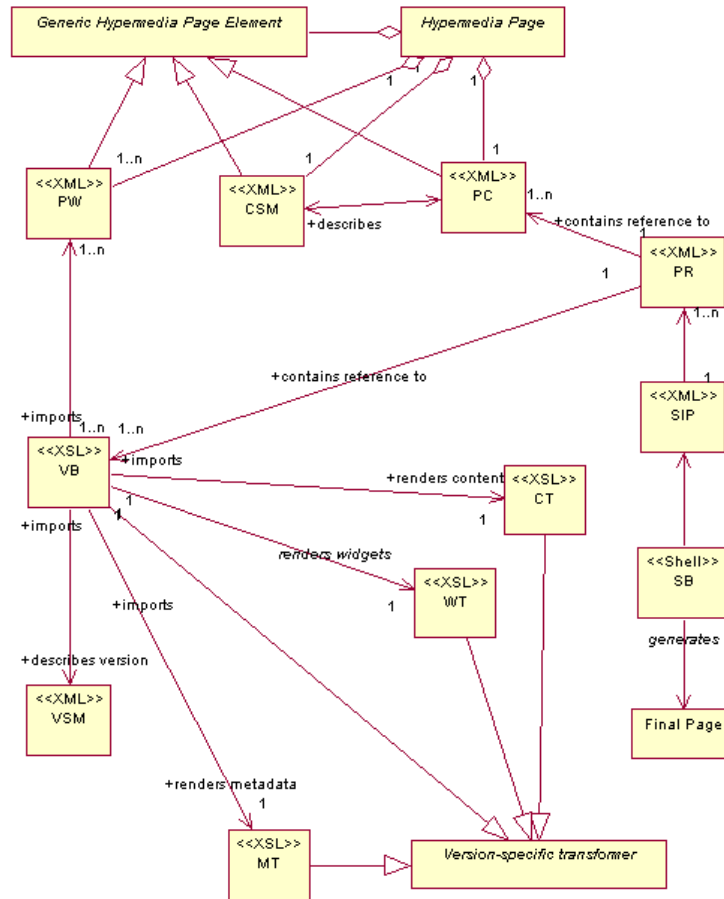 Generic Hypermedia Page Element
Hypermedia Page
1
1
1
1..n
1
1
<<XML>>
PW
<<XML>>
CSM
<<XML>>
PC
1..n
+describes
+contains reference to
1
1..n
1
<<XML>>
PR
1..n
+contains reference to
1
<<XML>>
SIP
+imports
1..n
1..n
+imports
<<XSL>>
VB
+renders content
1
<<XSL>>
CT
+imports
1
1
1
renders widgets
<<Shell>>
SB
+imports
<<XSL>>
WT
1
generates
+describes version
<<XML>>
VSM
Final Page
+renders metadata
1
<<XSL>>
MT
Version-specific transformer